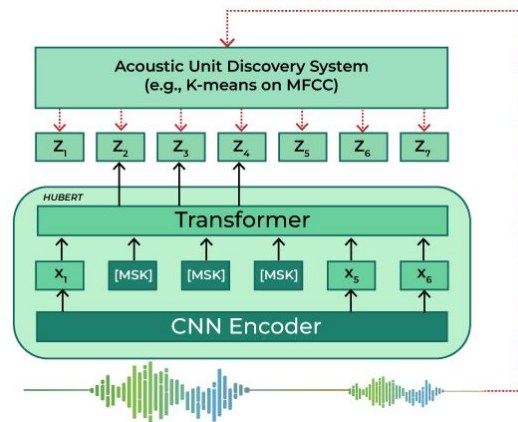 Acoustic Unit Discovery System
(e.g., K-means on MFCC)
Z1 Z2 Z3 Z4 Z5 Z6 Z7
HUBERT
Transformer
X1 [MSK] [MSK] [MSK] X5 X6
CNN Encoder